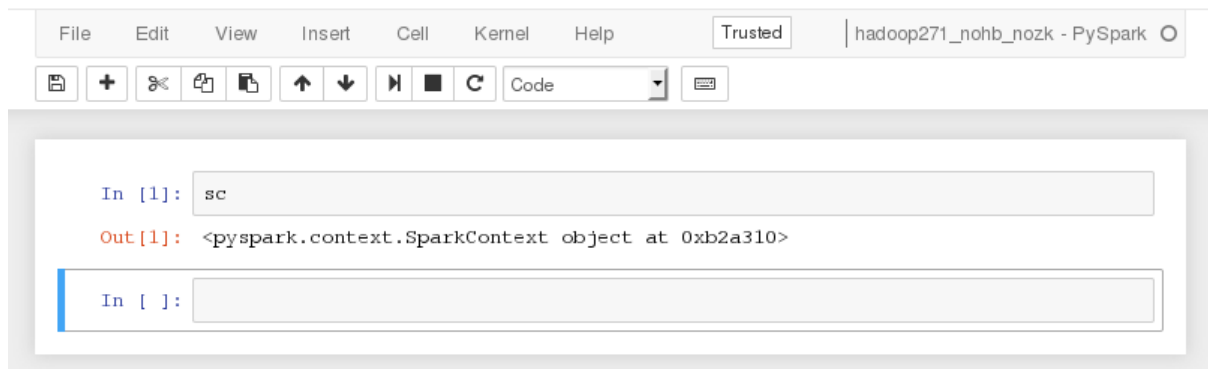 File Edit View Insert Cell Kernel Help Trusted hadoop271_nohb_nozk - PySpark
Code
In [1]: sc
Out[1]: <pyspark.context.SparkContext object at 0xb2a310>
In [ ]: